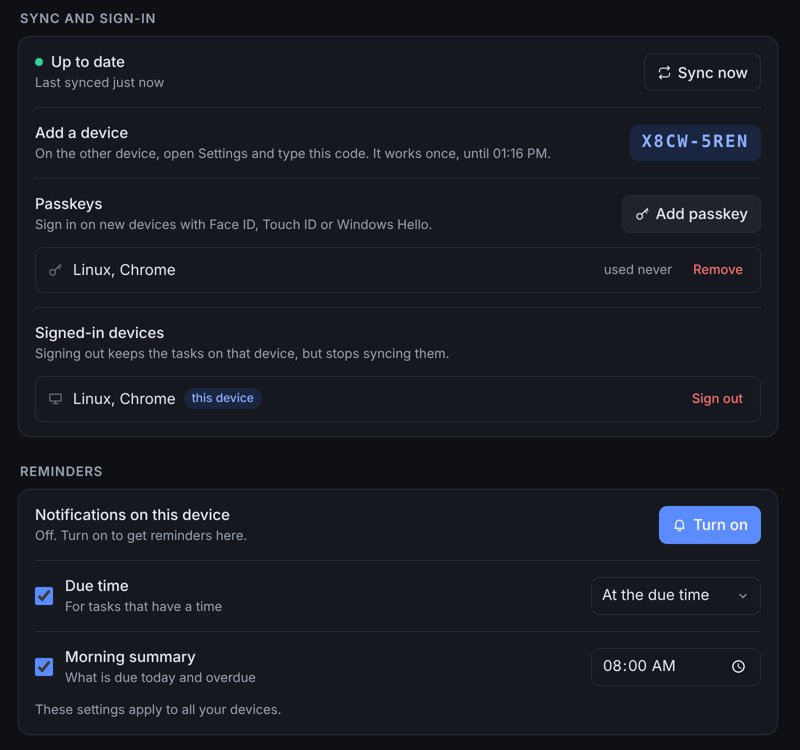 SYNC AND SIGN-IN
Up to date
Last synced just now
Sync now
Add a device
On the other device, open Settings and type this code. It works once, until 01:16 PM.
X8CW-5REN
Passkeys
Sign in on new devices with Face ID, Touch ID or Windows Hello.
Add passkey
Linux, Chrome
used never
Remove
Signed-in devices
Signing out keeps the tasks on that device, but stops syncing them.
Linux, Chrome
this device
Sign out
REMINDERS
Notifications on this device
Off. Turn on to get reminders here.
Turn on
Due time
For tasks that have a time
At the due time
Morning summary
What is due today and overdue
08:00 AM
These settings apply to all your devices.